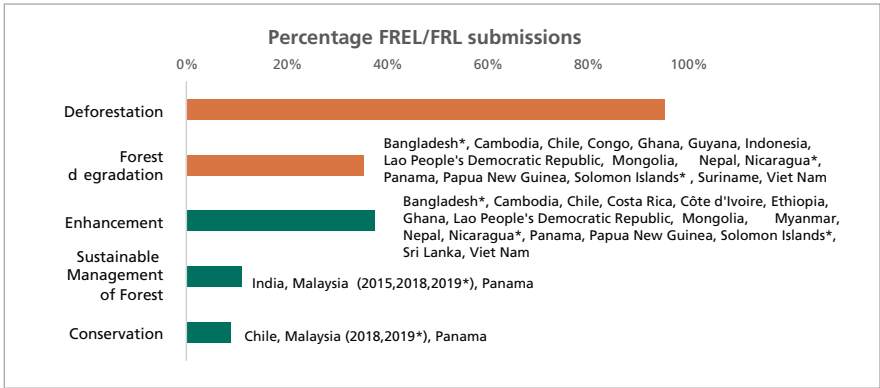 Percentage FREL/FRL submissions
0% 20% 40% 60% 80% 100%
Deforestation
Forest
d egradation
Bangladesh*, Cambodia, Chile, Congo, Ghana, Guyana, Indonesia,
Lao People's Democratic Republic, Mongolia, Nepal, Nicaragua*,
Panama, Papua New Guinea, Solomon Islands* , Suriname, Viet Nam
Enhancement
Bangladesh*, Cambodia, Chile, Costa Rica, Côte d'Ivoire, Ethiopia,
Ghana, Lao People's Democratic Republic, Mongolia, Myanmar,
Nepal, Nicaragua*, Panama, Papua New Guinea, Solomon Islands*,
Sri Lanka, Viet Nam
Sustainable
Management
of Forest
India, Malaysia (2015,2018,2019*), Panama
Conservation
Chile, Malaysia (2018,2019*), Panama